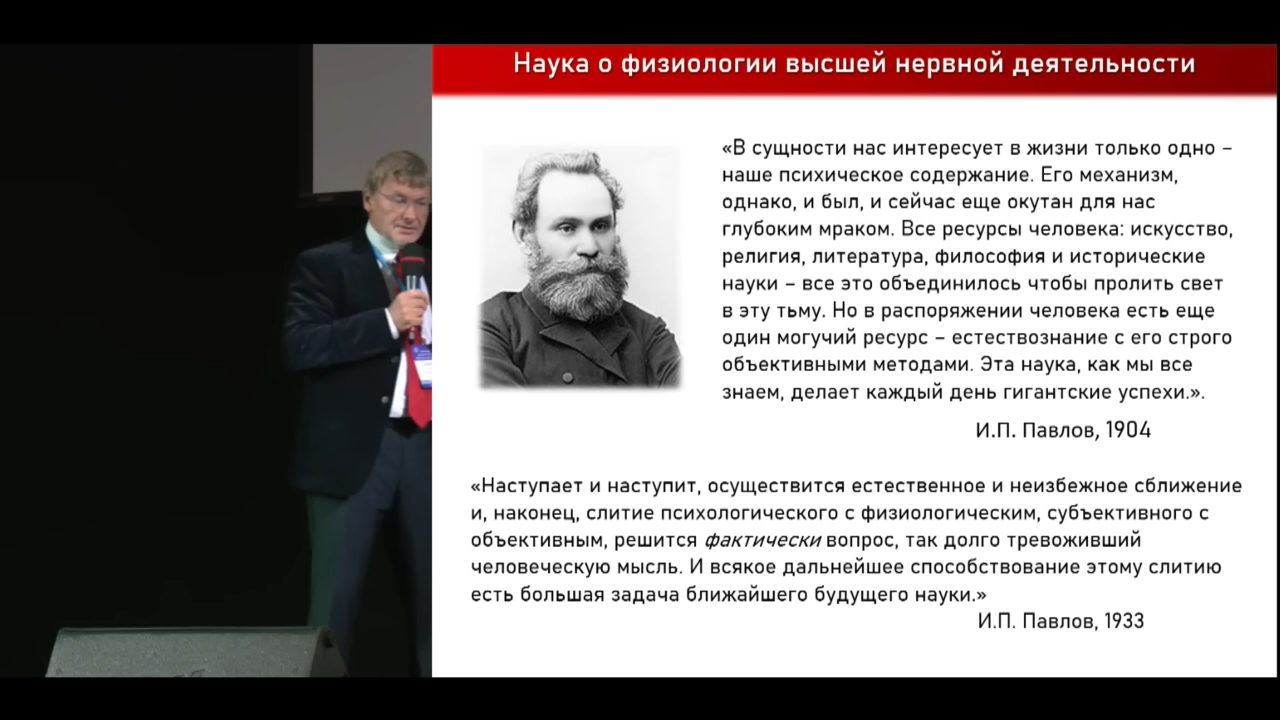 Наука о физиологии высшей нервной деятельности
«В сущности нас интересует в жизни только одно –
наше психическое содержание. Его механизм,
однако, и был, и сейчас еще окутан для нас
глубоким мраком. Все ресурсы человека: искусство,
религия, литература, философия и исторические
науки – все это объединилось чтобы пролить свет
в эту тьму. Но в распоряжении человека есть еще
один могучий ресурс – естествознание с его строго
объективными методами. Эта наука, как мы все
знаем, делает каждый день гигантские успехи.».
И.П. Павлов, 1904
«Наступает и наступит, осуществится естественное и неизбежное сближение
и, наконец, слитие психологического с физиологическим, субъективного с
объективным, решится фактически вопрос, так долго тревоживший
человеческую мысль. И всякое дальнейшее способствование этому слитию
есть большая задача ближайшего будущего науки.»
И.П. Павлов, 1933